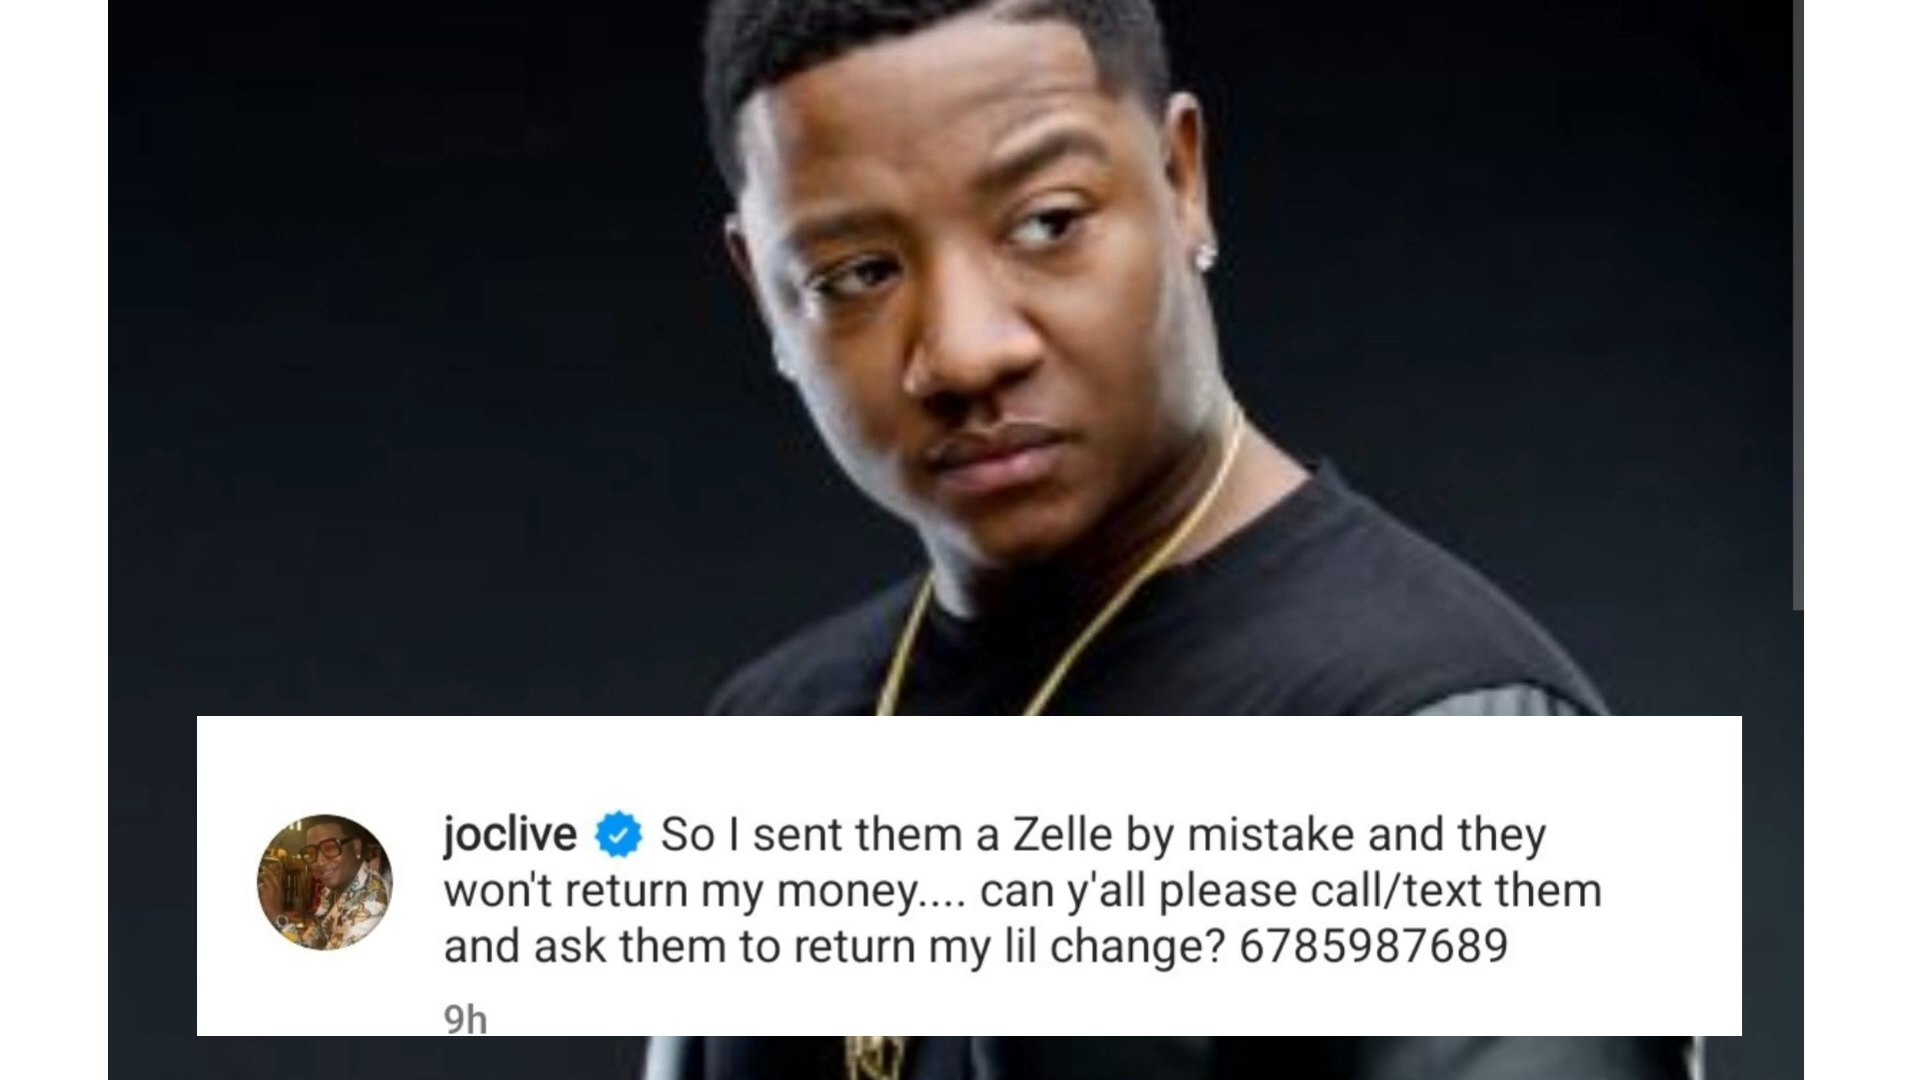 joclive So I sent them a Zelle by mistake and they
won't return my money.... can y'all please call/text them
and ask them to return my lil change? 6785987689
9h